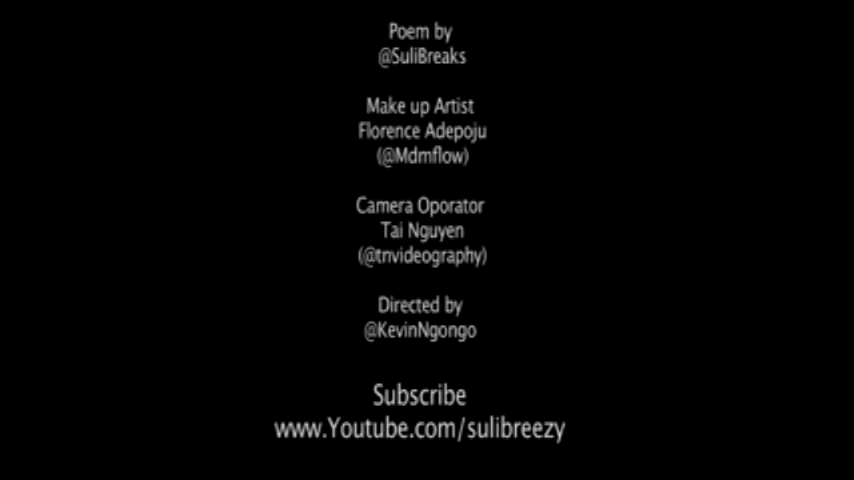 Poem by
@SuliBreaks
Make up Artist
Florence Adepoju
(@Mdmflow)
Camera Oporator
Tai Nguyen
(@tnvideography)
Directed by
@KevinNgongo
Subscribe
www.Youtube.com/sulibreezy